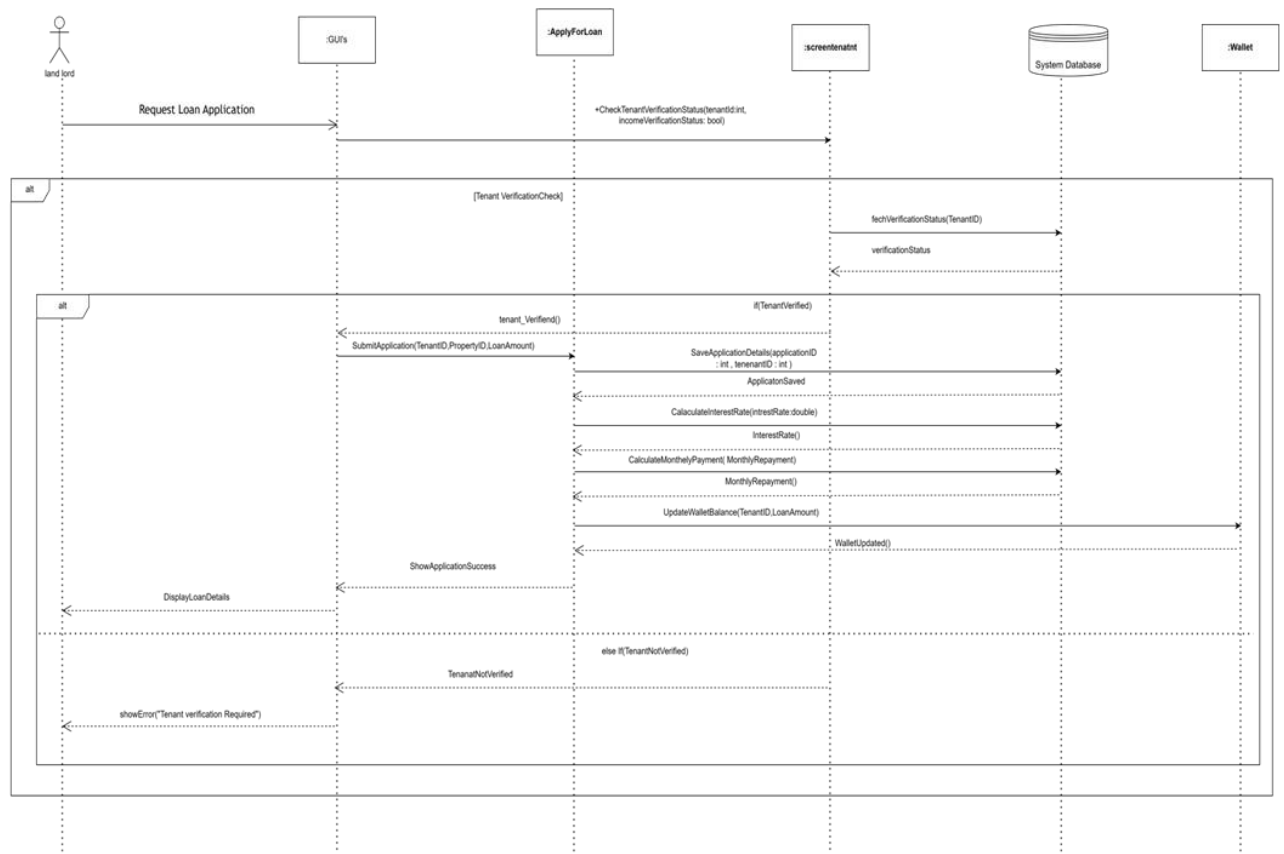 land lord
:GUI's
:ApplyForLoan
:screentenatnt
System Database
:Wallet
Request Loan Application
+CheckTenantVerificationStatus(tenantId:int,
incomeVerificationStatus: bool)
alt
[Tenant VerificationCheck]
fechVerificationStatus(TenantID)
verificationStatus
alt
if(TenantVerified)
tenant_Verifiend()
SubmitApplication(TenantID,PropertyID,LoanAmount)
SaveApplicationDetails(applicationID
: int , tenenantID : int )
ApplicatonSaved
CalaculateInterestRate(intrestRate:double)
InterestRate()
CalculateMonthelyPayment( MonthlyRepayment)
MonthlyRepayment()
UpdateWalletBalance(TenantID,LoanAmount)
WalletUpdated()
ShowApplicationSuccess
DisplayLoanDetails
else If(TenantNotVerified)
TenanatNotVerified
showError("Tenant verification Required")